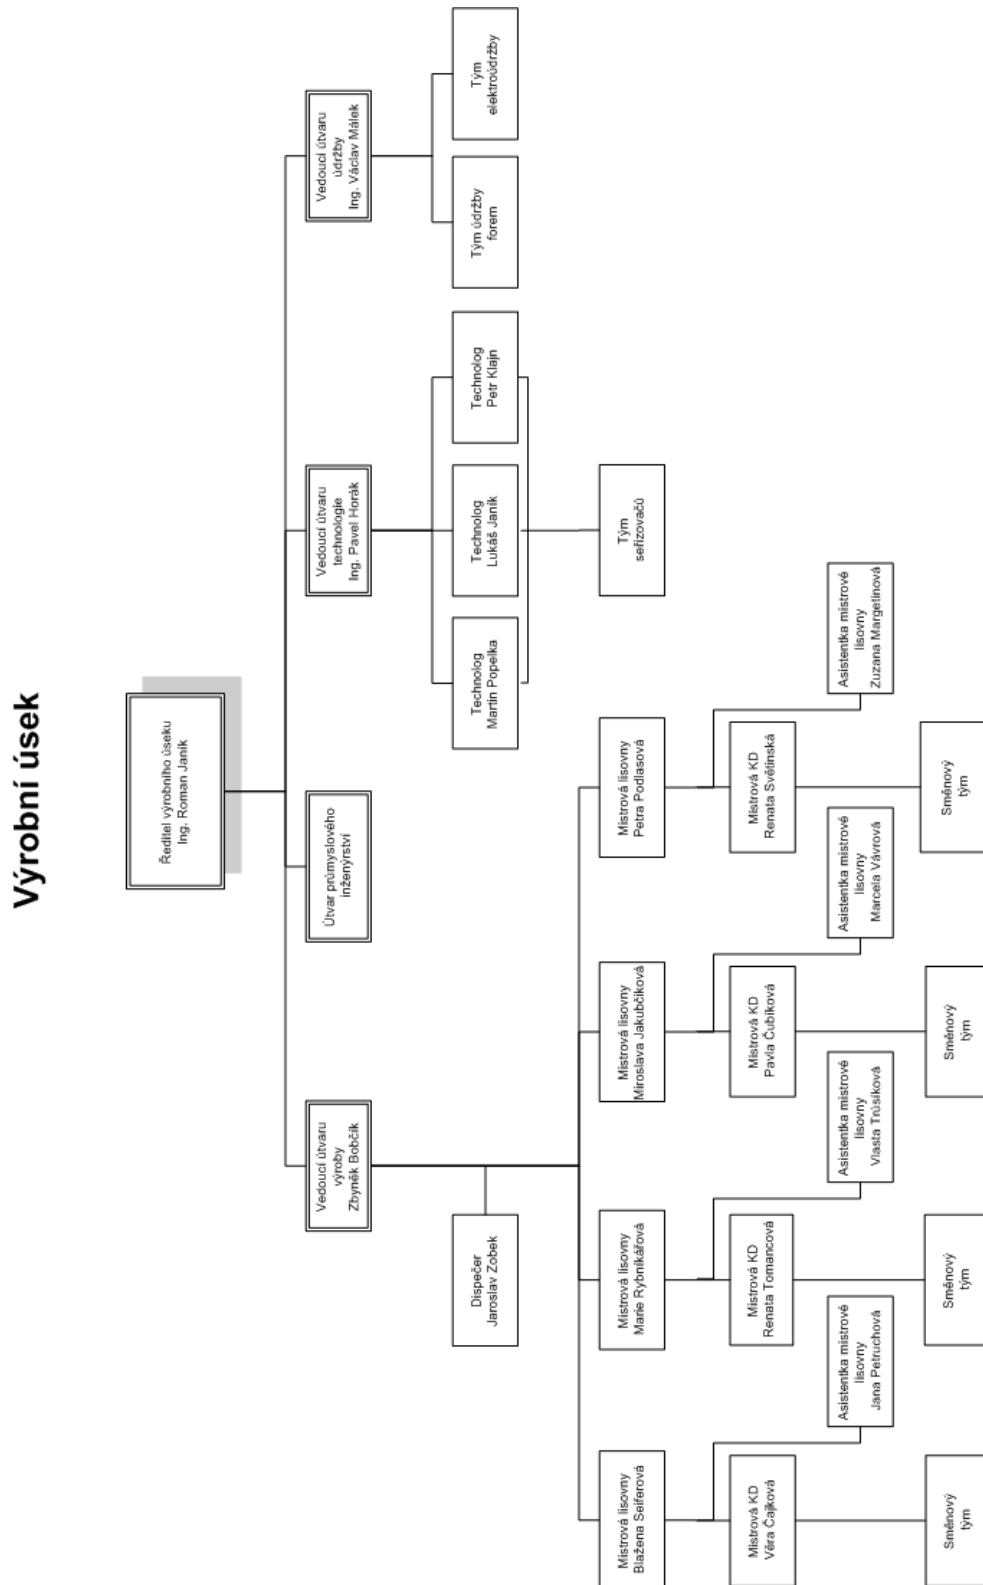 Výrobní úsek
Ředitel výrobního úseku
Ing. Roman Janík
Vedoucí útvaru
výroby
Zbyněk Bobčík
Útvar průmyslového
inženýrství
Vedoucí útvaru
technologie
Ing. Pavel Horák
Vedoucí útvaru
údržby
Ing. Václav Málek
Dispečer
Jaroslav Zobek
Technolog
Martin Popelka
Technolog
Lukáš Janík
Technolog
Petr Klajn
Tým údržby
forem
Tým
elektroúdržby
Mistrová lisovny
Blažena Seiferová
Mistrová lisovny
Marie Rybnikářová
Mistrová lisovny
Miroslava Jakubčíková
Mistrová lisovny
Petra Podlasová
Tým
seřizovačů
Mistrová KD
Věra Čajková
Mistrová KD
Renata Tomancová
Mistrová KD
Pavla Čubíková
Mistrová KD
Renata Světinská
Asistentka mistrové
lisovny
Jana Petruchová
Asistentka mistrové
lisovny
Vlasta Trúsiková
Asistentka mistrové
lisovny
Marcela Vávrová
Asistentka mistrové
lisovny
Zuzana Margetínová
Směnový
tým
Směnový
tým
Směnový
tým
Směnový
tým